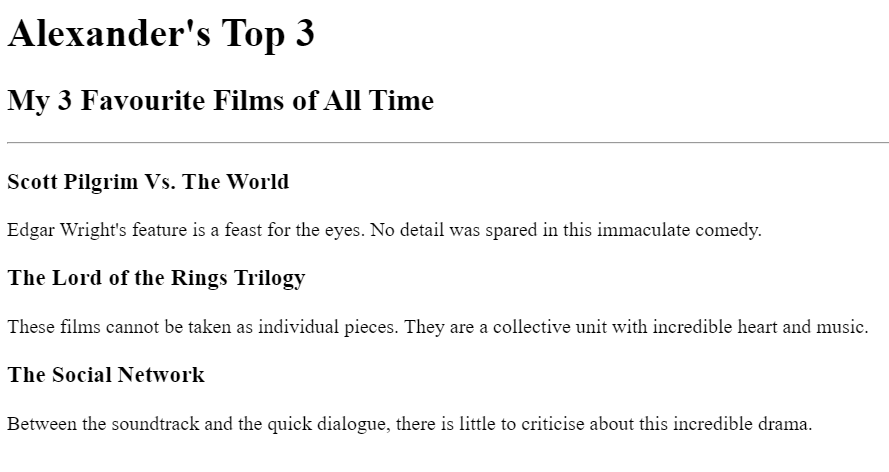 Alexander's Top 3
My 3 Favourite Films of All Time
Scott Pilgrim Vs. The World
Edgar Wright's feature is a feast for the eyes. No detail was spared in this immaculate comedy.
The Lord of the Rings Trilogy
These films cannot be taken as individual pieces. They are a collective unit with incredible heart and music.
The Social Network
Between the soundtrack and the quick dialogue, there is little to criticise about this incredible drama.